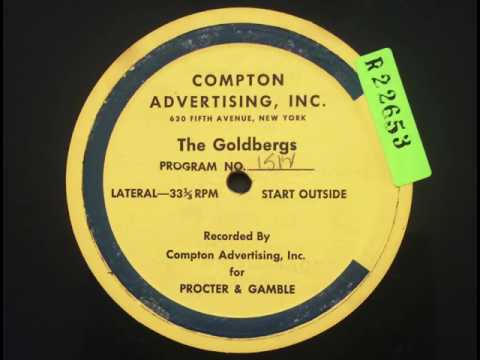 COMPTON
ADVERTISING, INC.
630 FIFTH AVENUE, NEW YORK
The Goldbergs
PROGRAM NO. 1512
LATERAL—33⅓ RPM START OUTSIDE
Recorded By
Compton Advertising, Inc.
for
PROCTER & GAMBLE
R22653